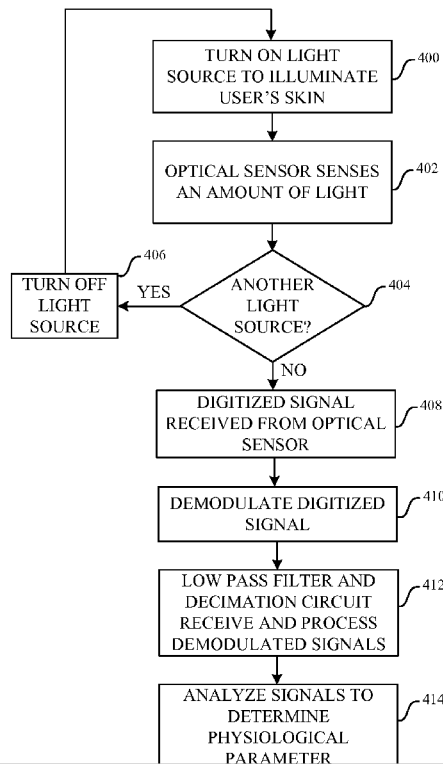 TURN ON LIGHT
SOURCE TO ILLUMINATE
USER'S SKIN
400
OPTICAL SENSOR SENSES
AN AMOUNT OF LIGHT
402
ANOTHER
LIGHT
SOURCE?
404
YES
406
TURN OFF
LIGHT
SOURCE
NO
DIGITIZED SIGNAL
RECEIVED FROM OPTICAL
SENSOR
408
DEMODULATE DIGITIZED
SIGNAL
410
LOW PASS FILTER AND
DECIMATION CIRCUIT
RECEIVE AND PROCESS
DEMODULATED SIGNALS
412
ANALYZE SIGNALS TO
DETERMINE
PHYSIOLOGICAL
PARAMETER
414